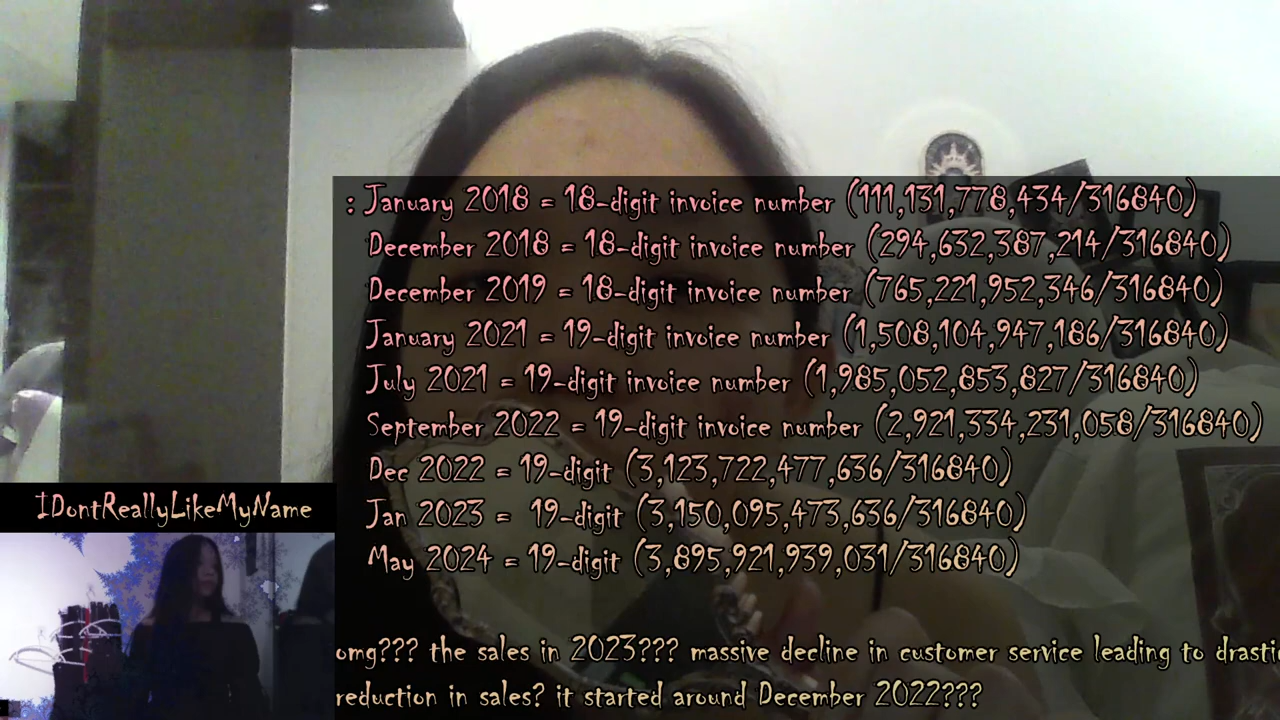 : January 2018 = 18-digit invoice number (111,131,778,434/316840)
December 2018 = 18-digit invoice number (294,632,387,214/316840)
December 2019 = 18-digit invoice number (765,221,952,346/316840)
January 2021 = 19-digit invoice number (1,508,104,947,186/316840)
July 2021 = 19-digit invoice number (1,985,052,853,827/316840)
September 2022 = 19-digit invoice number (2,921,334,231,058/316840)
Dec 2022 = 19-digit (3,123,722,477,636/316840)
Jan 2023 = 19-digit (3,150,095,473,636/316840)
May 2024 = 19-digit (3,895,921,939,031/316840)
IDontReallyLikeMyName
omg??? the sales in 2023??? massive decline in customer service leading to drasti
reduction in sales? it started around December 2022???